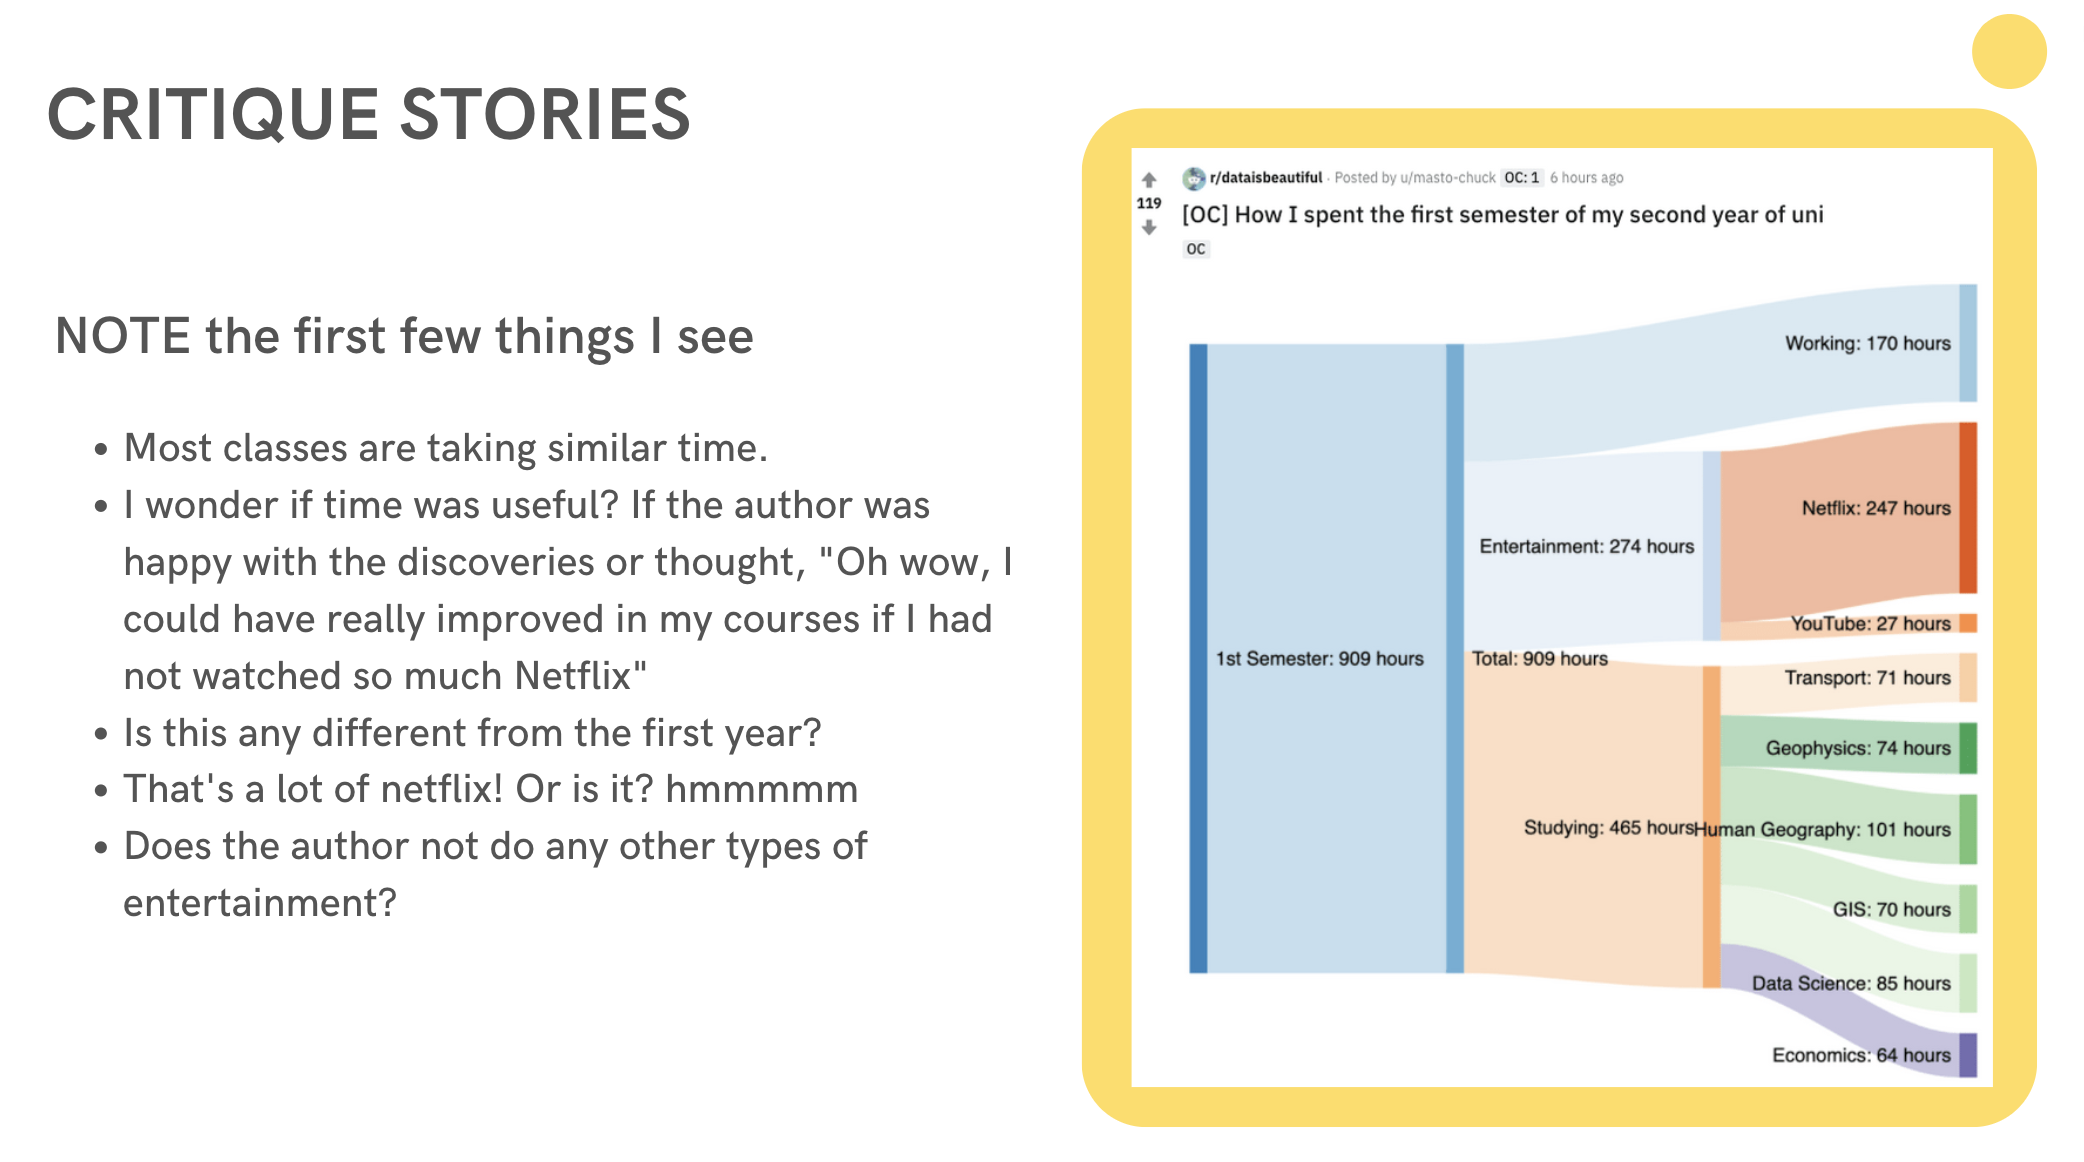 CRITIQUE STORIES
NOTE the first few things I see
• Most classes are taking similar time.
• I wonder if time was useful? If the author was
happy with the discoveries or thought, "Oh wow, I
could have really improved in my courses if I had
not watched so much Netflix"
• Is this any different from the first year?
• That's a lot of netflix! Or is it? hmmmmm
• Does the author not do any other types of
entertainment?
119
r/dataisbeautiful · Posted by u/masto-chuck OC: 1 6 hours ago
[OC] How I spent the first semester of my second year of uni
OC
Working: 170 hours
Netflix: 247 hours
Entertainment: 274 hours
YouTube: 27 hours
1st Semester: 909 hours
Total: 909 hours
Transport: 71 hours
Geophysics: 74 hours
Studying: 465 hours
Human Geography: 101 hours
GIS: 70 hours
Data Science: 85 hours
Economics: 64 hours